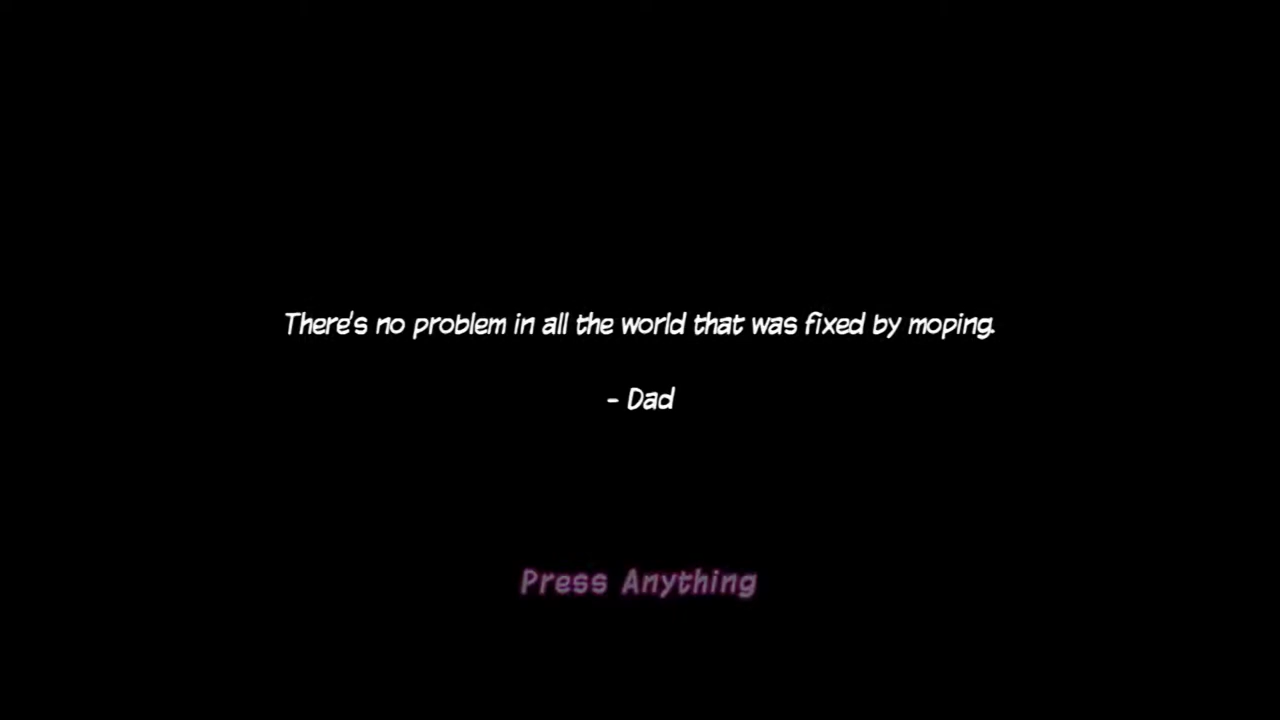 There's no problem in all the world that was fixed by moping.
- Dad
Press Anything